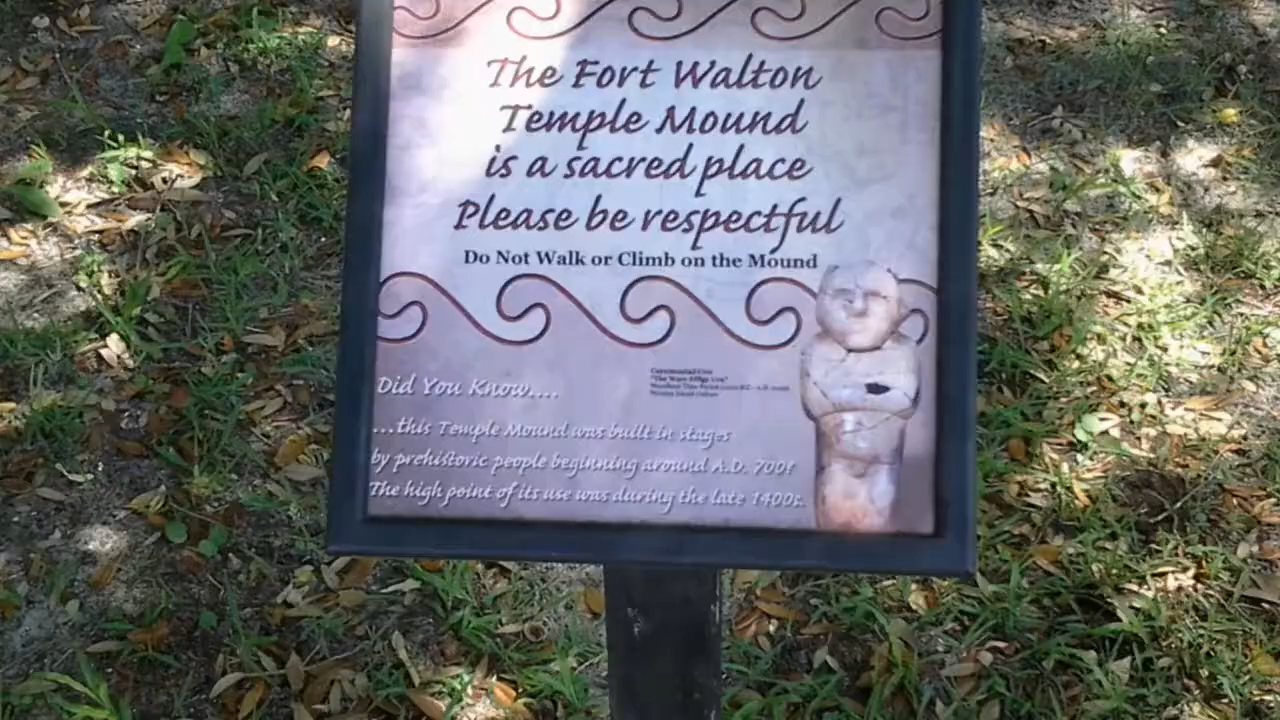 The Fort Walton
Temple Mound
is a sacred place
Please be respectful
Do Not Walk or Climb on the Mound
Ceremonial Urn
Did You Know....
...this Temple Mound was built in stages
by prehistoric people beginning around A.D. 700?
The high point of its use was during the late 1400s.